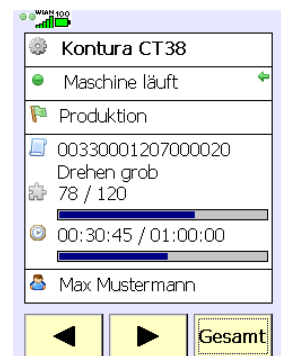 WLAN 100
Kontura CT38
Maschine läuft
Produktion
00330001207000020
Drehen grob
78 / 120
00:30:45 / 01:00:00
Max Mustermann
Gesamt